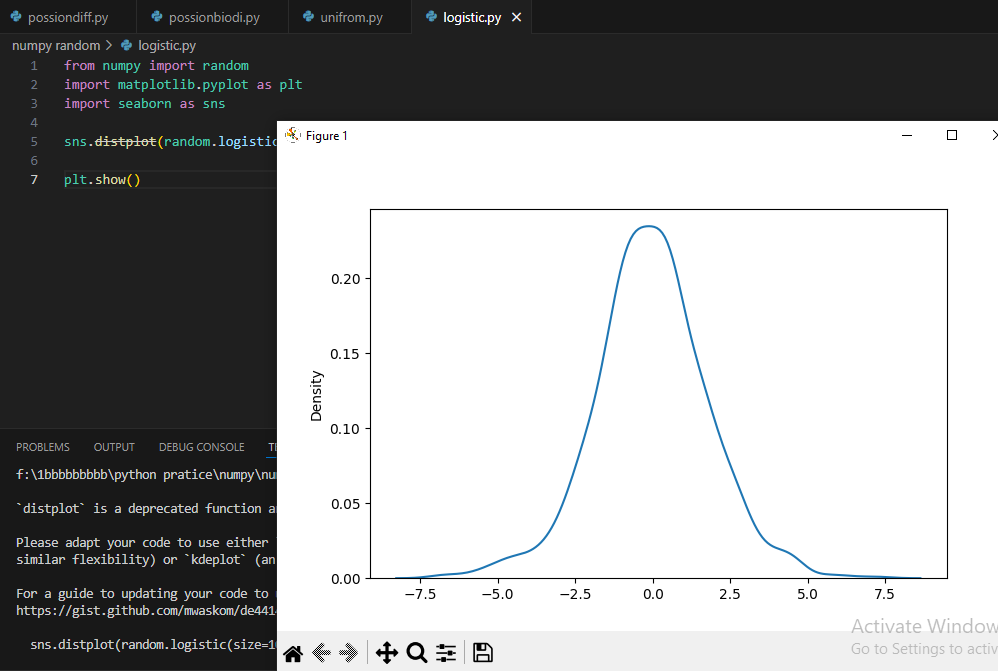 possiondiff.py possionbiodi.py unifrom.py logistic.py
numpy random > logistic.py
1 from numpy import random
2 import matplotlib.pyplot as plt
3 import seaborn as sns
4
5 sns.distplot(random.logistic
6
7 plt.show()
Figure 1
Density
0.20
0.15
0.10
0.05
0.00
−7.5 −5.0 −2.5 0.0 2.5 5.0 7.5
PROBLEMS OUTPUT DEBUG CONSOLE
f:\1bbbbbbbbb\python pratice\numpy\nu
`distplot` is a deprecated function a
Please adapt your code to use either
similar flexibility) or `kdeplot` (an
For a guide to updating your code to
https://gist.github.com/mwaskom/de441
sns.distplot(random.logistic(size=1
Activate Window
Go to Settings to activ